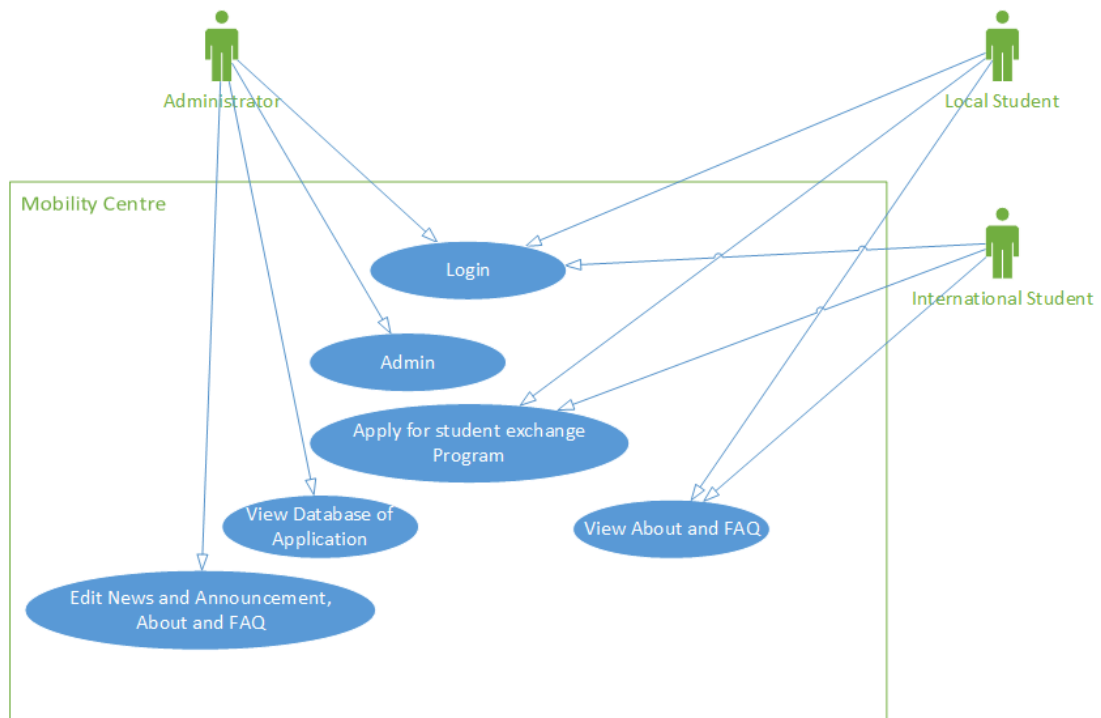 Administrator
Local Student
Mobility Centre
International Student
Login
Admin
Apply for student exchange
Program
View Database of
Application
View About and FAQ
Edit News and Announcement,
About and FAQ